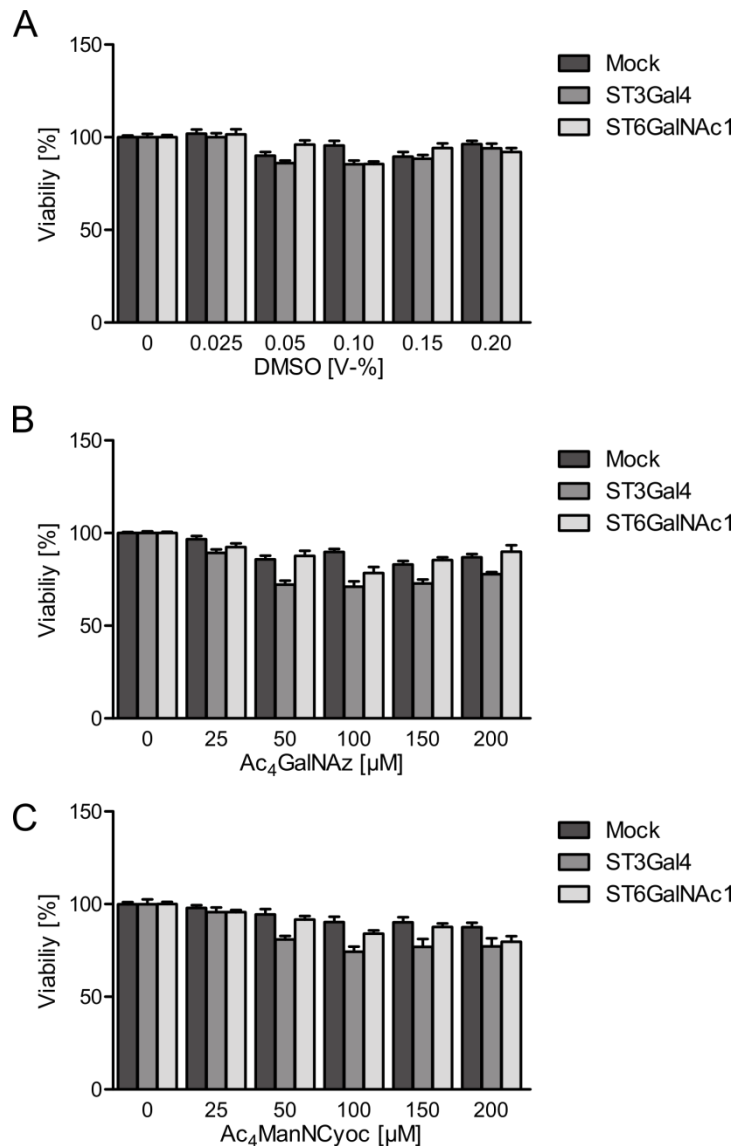 A
150
100
50
0
Viabiliy [%]
0 0.025 0.05 0.10 0.15 0.20
DMSO [V-%]
Mock
ST3Gal4
ST6GalNAc1
B
150
100
50
0
Viabiliy [%]
0 25 50 100 150 200
Ac₄GalNAz [µM]
Mock
ST3Gal4
ST6GalNAc1
C
150
100
50
0
Viabiliy [%]
0 25 50 100 150 200
Ac₄ManNCyoc [µM]
Mock
ST3Gal4
ST6GalNAc1